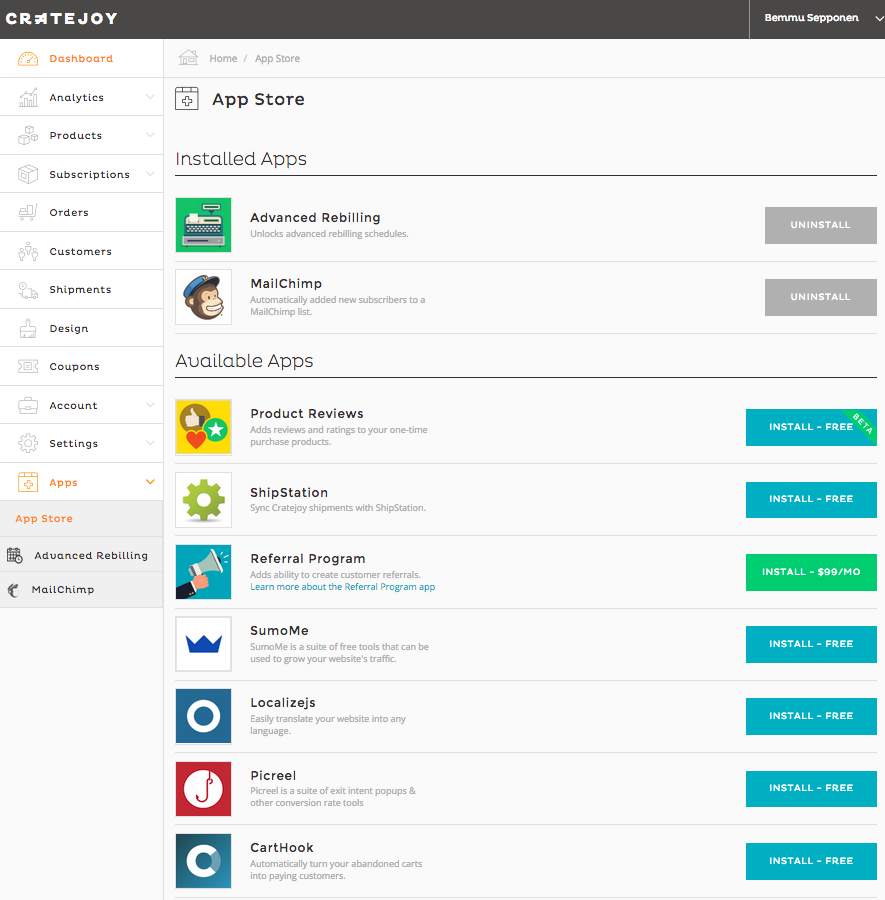 CRATEJOY
Bemmu Sepponen
Dashboard
Analytics
Products
Subscriptions
Orders
Customers
Shipments
Design
Coupons
Account
Settings
Apps
App Store
Advanced Rebilling
MailChimp
Home / App Store
App Store
Installed Apps
Advanced Rebilling
Unlocks advanced rebilling schedules.
UNINSTALL
MailChimp
Automatically added new subscribers to a
MailChimp list.
UNINSTALL
Available Apps
Product Reviews
Adds reviews and ratings to your one-time
purchase products.
INSTALL - FREE
BETA
ShipStation
Sync Cratejoy shipments with ShipStation.
INSTALL - FREE
Referral Program
Adds ability to create customer referrals.
Learn more about the Referral Program app
INSTALL - $99/MO
SumoMe
SumoMe is a suite of free tools that can be
used to grow your website's traffic.
INSTALL - FREE
Localizejs
Easily translate your website into any
language.
INSTALL - FREE
Picreel
Picreel is a suite of exit intent popups &
other conversion rate tools
INSTALL - FREE
CartHook
Automatically turn your abandoned carts
into paying customers.
INSTALL - FREE